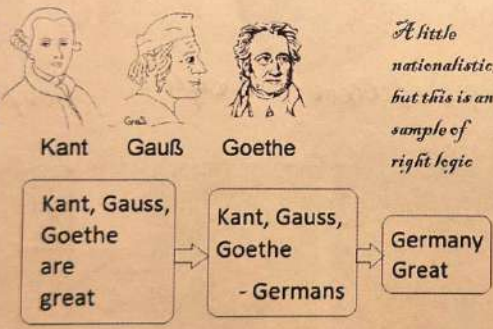 A little
nationalistic
but this is an
sample of
right logic
Kant Gauß Goethe
Kant, Gauss,
Goethe
are
great
Kant, Gauss,
Goethe
- Germans
Germany
Great